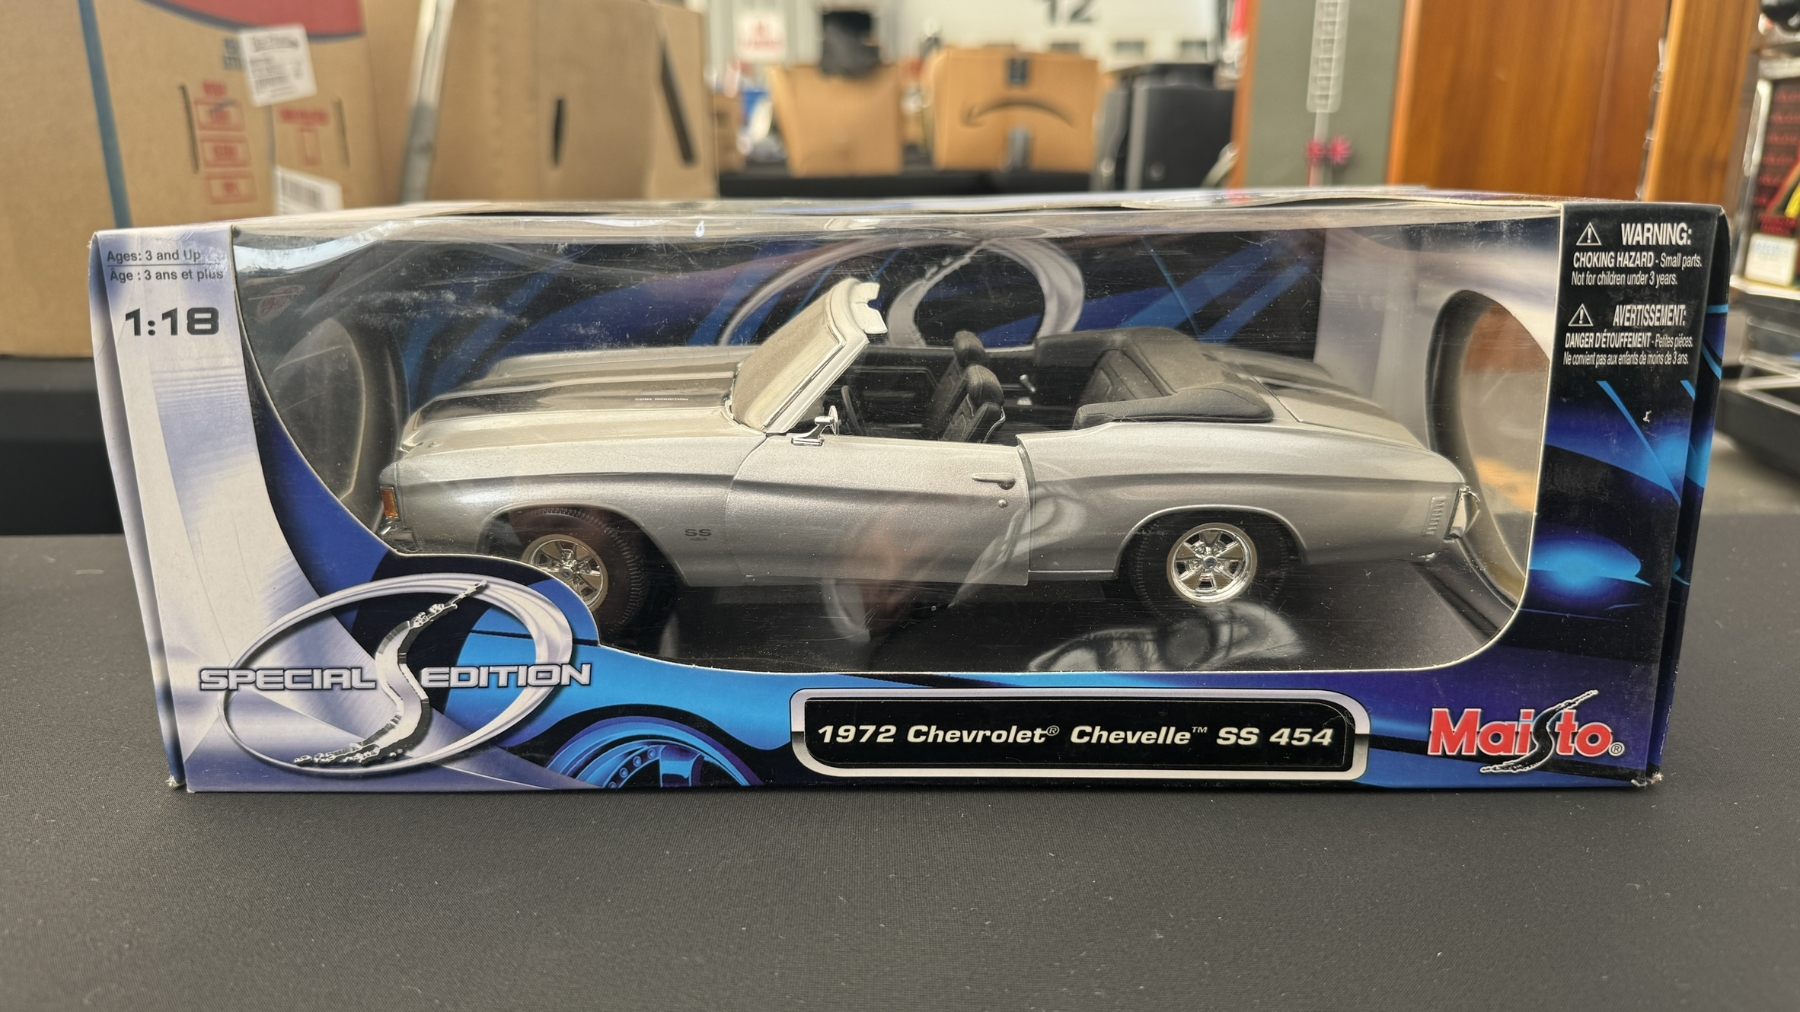 Ages: 3 and Up
Age : 3 ans et plus
1:18
WARNING:
CHOKING HAZARD - Small parts.
Not for children under 3 years.
AVERTISSEMENT:
DANGER D'ÉTOUFFEMENT - Petites pièces.
Ne convient pas aux enfants de moins de 3 ans.
SS
SPECIAL EDITION
1972 Chevrolet® Chevelle™ SS 454
Maisto®